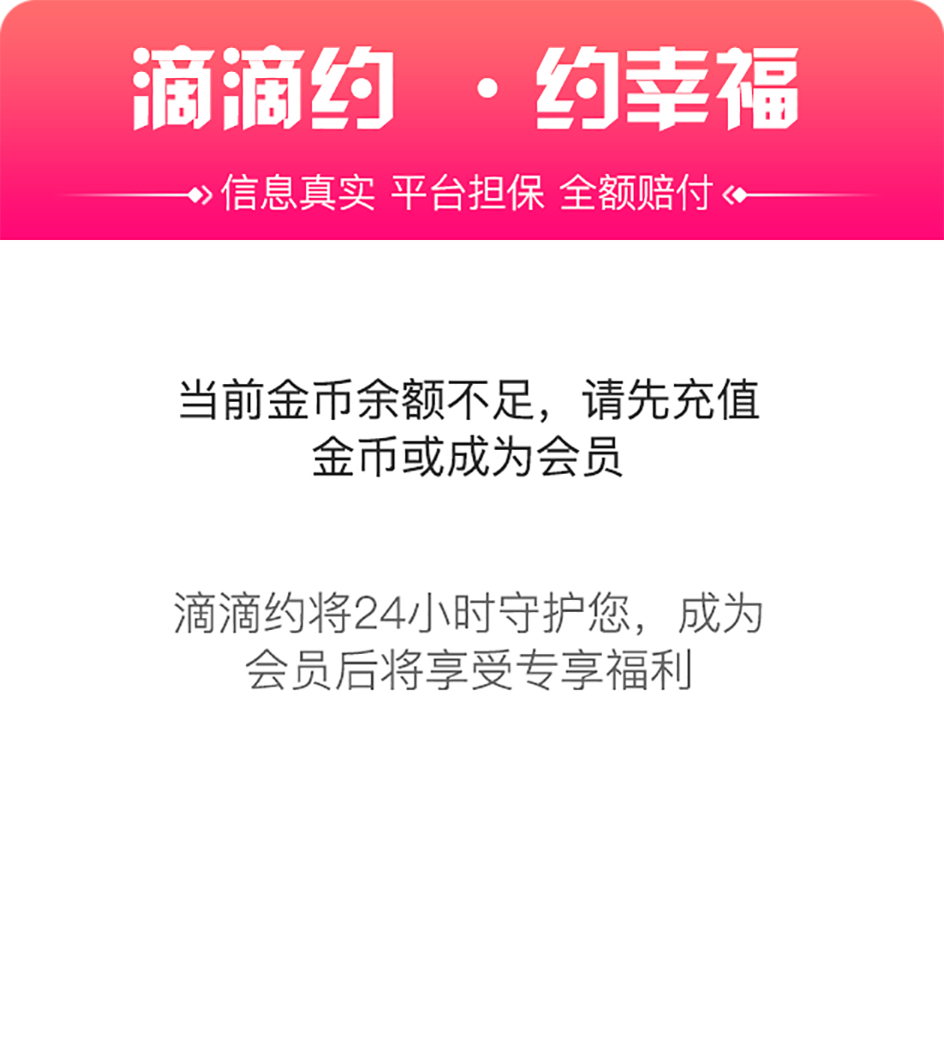 滴滴约 · 约幸福
信息真实 平台担保 全额赔付
当前金币余额不足，请先充值
金币或成为会员
滴滴约将24小时守护您，成为
会员后将享受专享福利